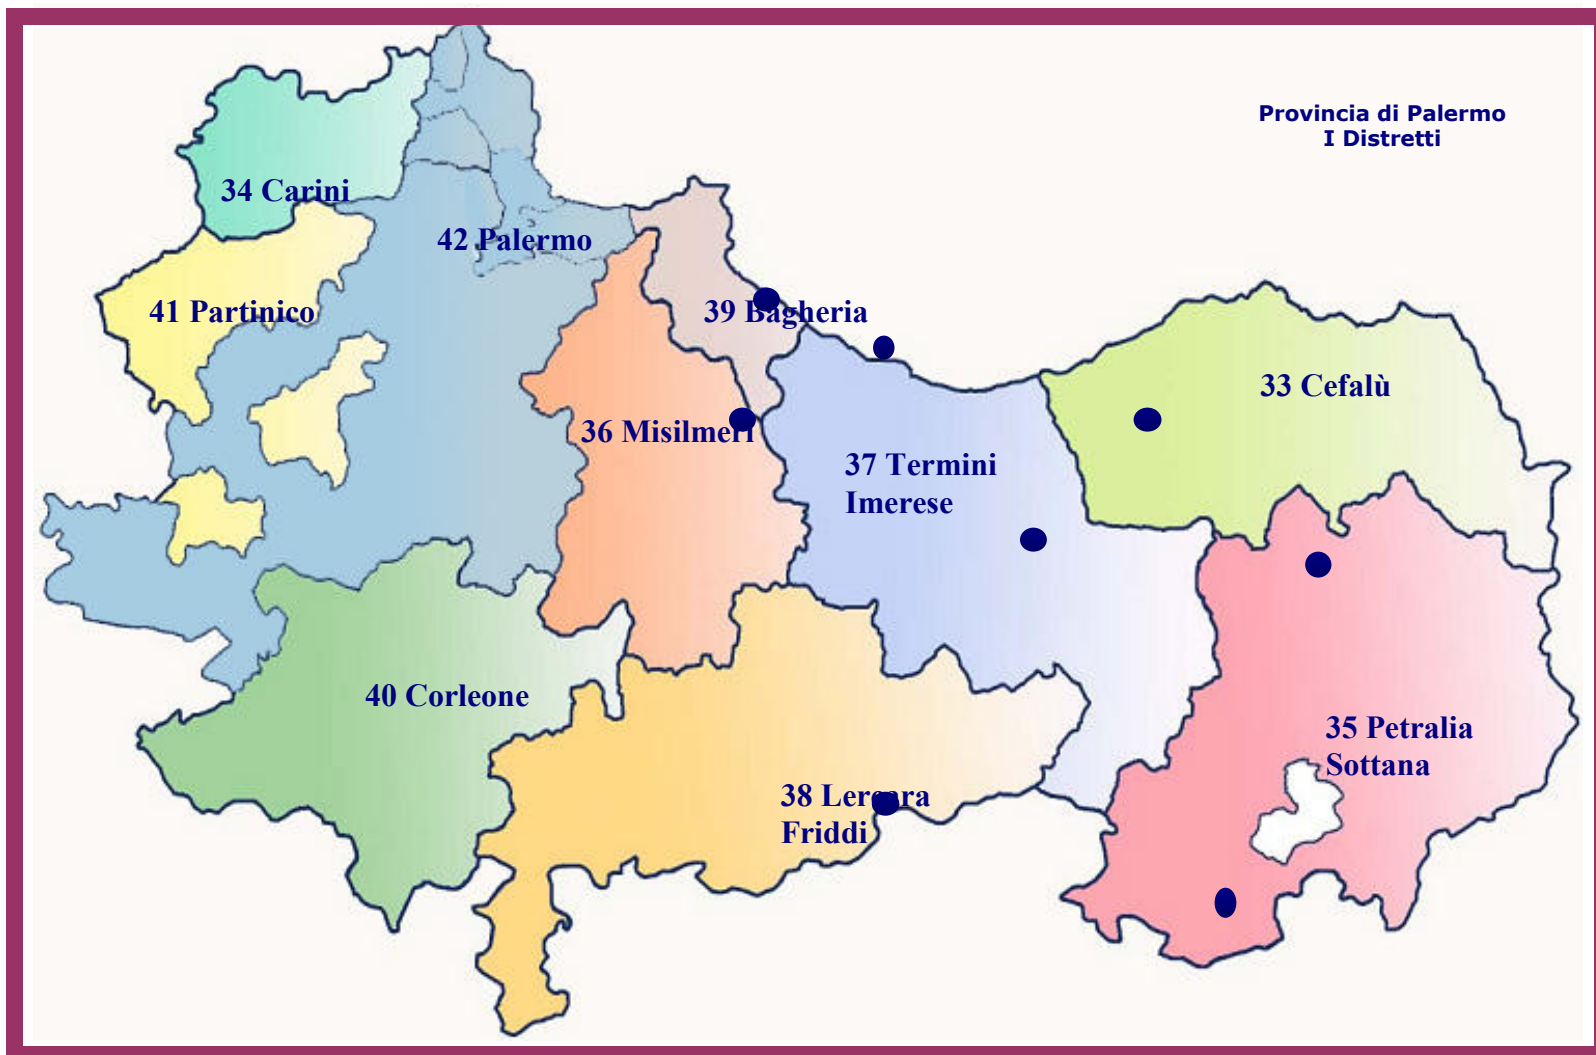 Provincia di Palermo
I Distretti
34 Carini
42 Palermo
41 Partinico
39 Bagheria
33 Cefalù
36 Misilmeri
37 Termini
Imerese
40 Corleone
35 Petralia
Sottana
38 Lercara
Friddi